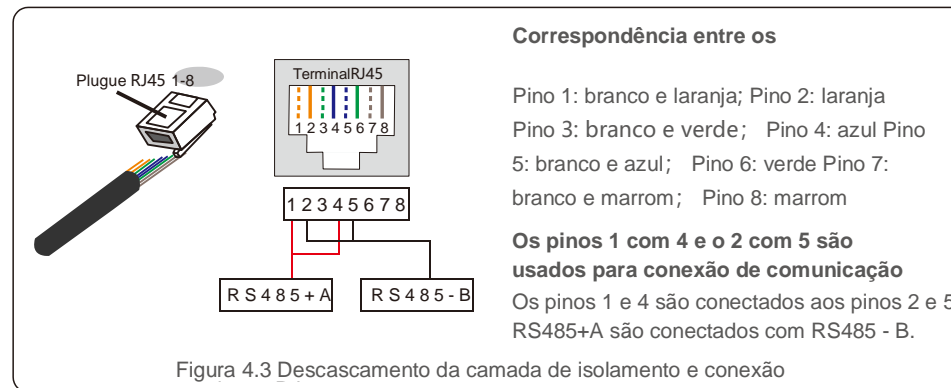 Plugue RJ45 1-8
TerminalRJ45
1 2 3 4 5 6 7 8
1 2 3 4 5 6 7 8
R S 4 8 5 + A
R S 4 8 5 - B
Correspondência entre os
Pino 1: branco e laranja; Pino 2: laranja
Pino 3: branco e verde; Pino 4: azul Pino
5: branco e azul; Pino 6: verde Pino 7:
branco e marrom; Pino 8: marrom
Os pinos 1 com 4 e o 2 com 5 são
usados para conexão de comunicação
Os pinos 1 e 4 são conectados aos pinos 2 e 5
RS485+A são conectados com RS485 - B.
Figura 4.3 Descascamento da camada de isolamento e conexão